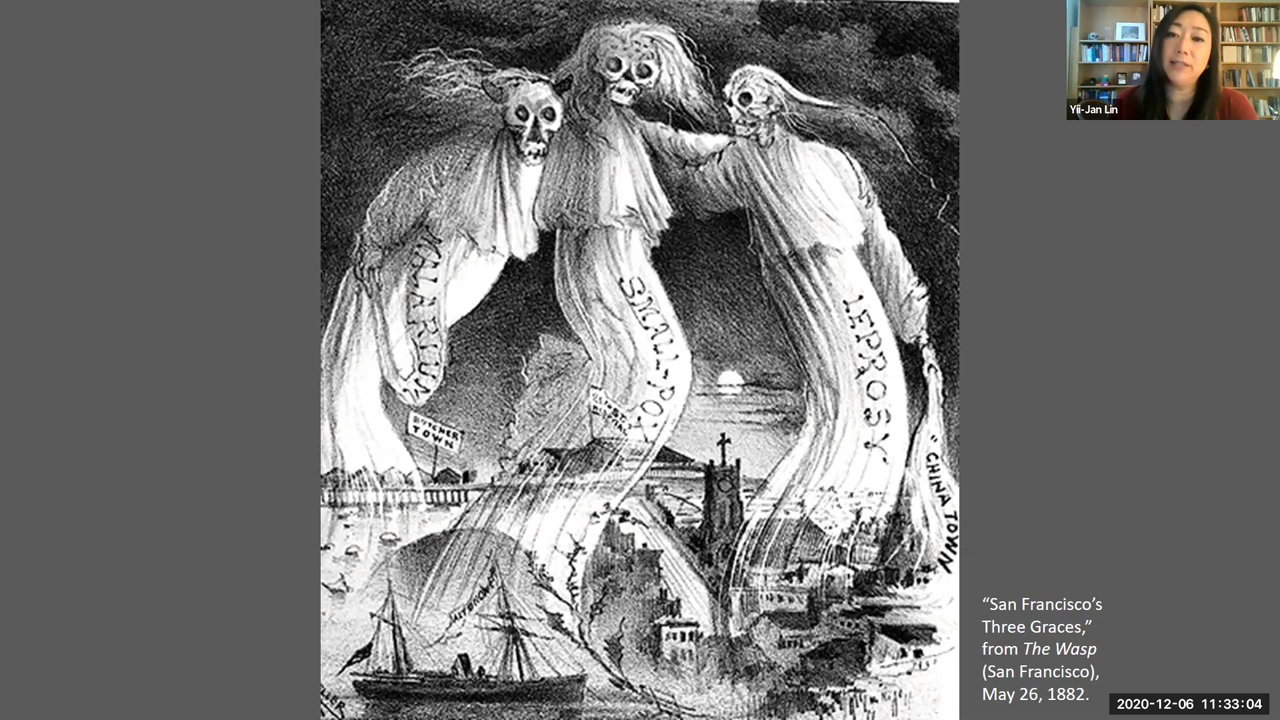 Yii-Jan Lin
MALARIUM
SMALL-POX
LEPROSY
BUTCHER
TOWN
"CHINA TOWN
“San Francisco’s
Three Graces,”
from The Wasp
(San Francisco),
May 26, 1882.
2020-12-06 11:33:04